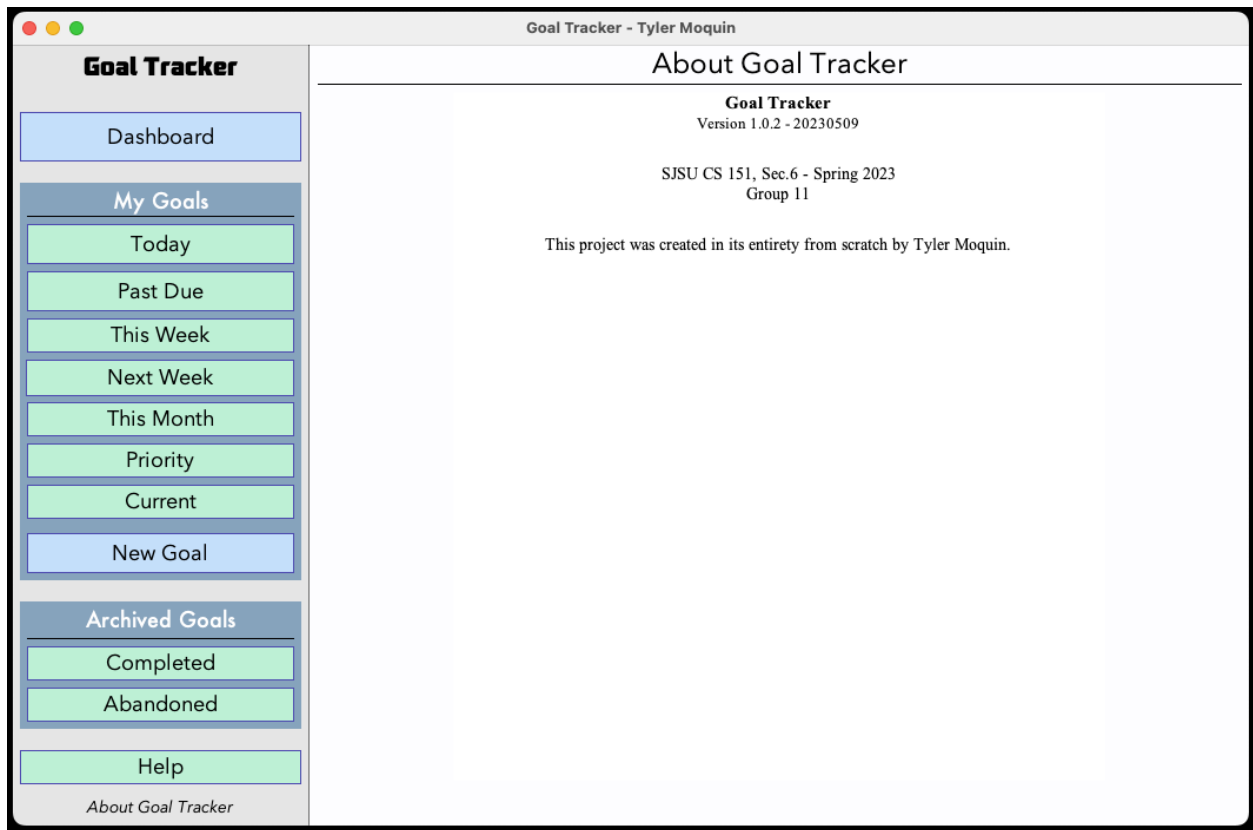 Goal Tracker - Tyler Moquin
Goal Tracker
Dashboard
My Goals
Today
Past Due
This Week
Next Week
This Month
Priority
Current
New Goal
Archived Goals
Completed
Abandoned
Help
About Goal Tracker
About Goal Tracker
Goal Tracker
Version 1.0.2 - 20230509
SJSU CS 151, Sec.6 - Spring 2023
Group 11
This project was created in its entirety from scratch by Tyler Moquin.